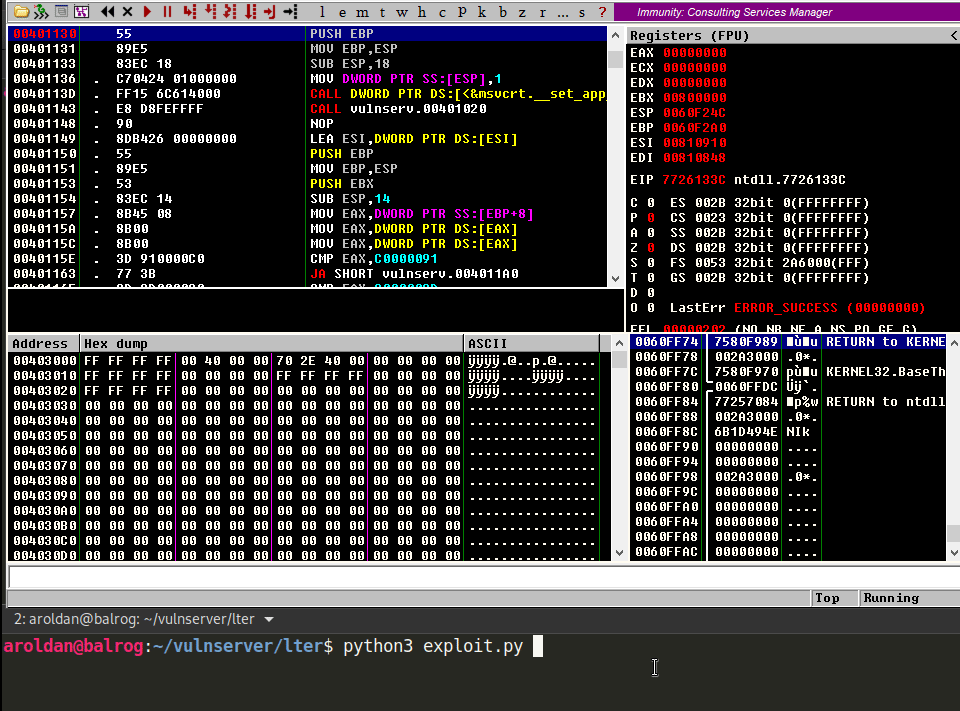 l e m t w h c p k b z r ... s ?
Immunity: Consulting Services Manager
00401130 55 PUSH EBP
00401131 89E5 MOV EBP,ESP
00401133 83EC 18 SUB ESP,18
00401136 . C70424 01000000 MOV DWORD PTR SS:[ESP],1
0040113D . FF15 6C614000 CALL DWORD PTR DS:[<&msvcrt.__set_app_
00401143 . E8 D8FEFFFF CALL vulnserv.00401020
00401148 . 90 NOP
00401149 . 8DB426 00000000 LEA ESI,DWORD PTR DS:[ESI]
00401150 . 55 PUSH EBP
00401151 . 89E5 MOV EBP,ESP
00401153 . 53 PUSH EBX
00401154 . 83EC 14 SUB ESP,14
00401157 . 8B45 08 MOV EAX,DWORD PTR SS:[EBP+8]
0040115A . 8B00 MOV EAX,DWORD PTR DS:[EAX]
0040115C . 8B00 MOV EAX,DWORD PTR DS:[EAX]
0040115E . 3D 910000C0 CMP EAX,C0000091
00401163 . 77 3B JA SHORT vulnserv.004011A0
Registers (FPU) <
EAX 00000000
ECX 00000000
EDX 00000000
EBX 00800000
ESP 0060F24C
EBP 0060F2A0
ESI 00810910
EDI 00810848
EIP 7726133C ntdll.7726133C
C 0 ES 002B 32bit 0(FFFFFFFF)
P 0 CS 0023 32bit 0(FFFFFFFF)
A 0 SS 002B 32bit 0(FFFFFFFF)
Z 0 DS 002B 32bit 0(FFFFFFFF)
S 0 FS 0053 32bit 2A6000(FFF)
T 0 GS 002B 32bit 0(FFFFFFFF)
D 0
O 0 LastErr ERROR_SUCCESS (00000000)
EFL 00000202 (NO,NB,NE,A,NS,PO,GE,G)
Address Hex dump ASCII
00403000 FF FF FF FF 00 40 00 00 70 2E 40 00 00 00 00 00 ÿÿÿÿ.@..p.@.....
00403010 FF FF FF FF 00 00 00 00 FF FF FF FF 00 00 00 00 ÿÿÿÿ....ÿÿÿÿ....
00403020 FF FF FF FF 00 00 00 00 00 00 00 00 00 00 00 00 ÿÿÿÿ............
00403030 00 00 00 00 00 00 00 00 00 00 00 00 00 00 00 00 ................
00403040 00 00 00 00 00 00 00 00 00 00 00 00 00 00 00 00 ................
00403050 00 00 00 00 00 00 00 00 00 00 00 00 00 00 00 00 ................
00403060 00 00 00 00 00 00 00 00 00 00 00 00 00 00 00 00 ................
00403070 00 00 00 00 00 00 00 00 00 00 00 00 00 00 00 00 ................
00403080 00 00 00 00 00 00 00 00 00 00 00 00 00 00 00 00 ................
00403090 00 00 00 00 00 00 00 00 00 00 00 00 00 00 00 00 ................
004030A0 00 00 00 00 00 00 00 00 00 00 00 00 00 00 00 00 ................
004030B0 00 00 00 00 00 00 00 00 00 00 00 00 00 00 00 00 ................
004030C0 00 00 00 00 00 00 00 00 00 00 00 00 00 00 00 00 ................
004030D0 00 00 00 00 00 00 00 00 00 00 00 00 00 00 00 00 ................
0060FF74 7580F989 RETURN to KERNE
0060FF78 002A3000 .0*.
0060FF7C 7580F970 KERNEL32.BaseTh
0060FF80 0060FFDC Üÿ`.
0060FF84 77257084 RETURN to ntdll
0060FF88 002A3000 .0*.
0060FF8C 6B1D494E NIk
0060FF90 00000000 ....
0060FF94 00000000 ....
0060FF98 002A3000 .0*.
0060FF9C 00000000 ....
0060FFA0 00000000 ....
0060FFA4 00000000 ....
0060FFA8 00000000 ....
0060FFAC 00000000 ....
Top Running
2: aroldan@balrog: ~/vulnserver/lter
aroldan@balrog:~/vulnserver/lter$ python3 exploit.py